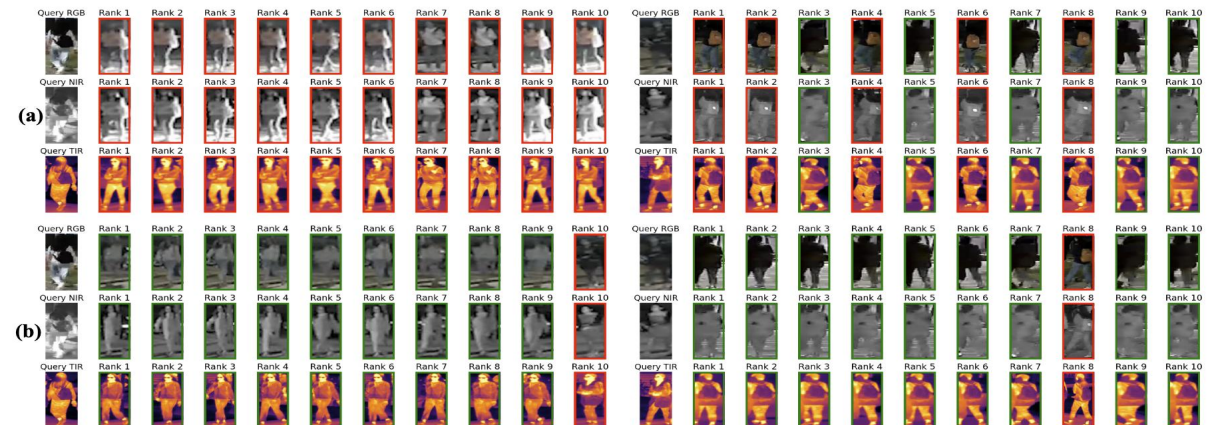 Query RGB Rank 1 Rank 2 Rank 3 Rank 4 Rank 5 Rank 6 Rank 7 Rank 8 Rank 9 Rank 10 Query RGB Rank 1 Rank 2 Rank 3 Rank 4 Rank 5 Rank 6 Rank 7 Rank 8 Rank 9 Rank 10
Query NIR Rank 1 Rank 2 Rank 3 Rank 4 Rank 5 Rank 6 Rank 7 Rank 8 Rank 9 Rank 10 Query NIR Rank 1 Rank 2 Rank 3 Rank 4 Rank 5 Rank 6 Rank 7 Rank 8 Rank 9 Rank 10
(a)
Query TIR Rank 1 Rank 2 Rank 3 Rank 4 Rank 5 Rank 6 Rank 7 Rank 8 Rank 9 Rank 10 Query TIR Rank 1 Rank 2 Rank 3 Rank 4 Rank 5 Rank 6 Rank 7 Rank 8 Rank 9 Rank 10
Query RGB Rank 1 Rank 2 Rank 3 Rank 4 Rank 5 Rank 6 Rank 7 Rank 8 Rank 9 Rank 10 Query RGB Rank 1 Rank 2 Rank 3 Rank 4 Rank 5 Rank 6 Rank 7 Rank 8 Rank 9 Rank 10
Query NIR Rank 1 Rank 2 Rank 3 Rank 4 Rank 5 Rank 6 Rank 7 Rank 8 Rank 9 Rank 10 Query NIR Rank 1 Rank 2 Rank 3 Rank 4 Rank 5 Rank 6 Rank 7 Rank 8 Rank 9 Rank 10
(b)
Query TIR Rank 1 Rank 2 Rank 3 Rank 4 Rank 5 Rank 6 Rank 7 Rank 8 Rank 9 Rank 10 Query TIR Rank 1 Rank 2 Rank 3 Rank 4 Rank 5 Rank 6 Rank 7 Rank 8 Rank 9 Rank 10